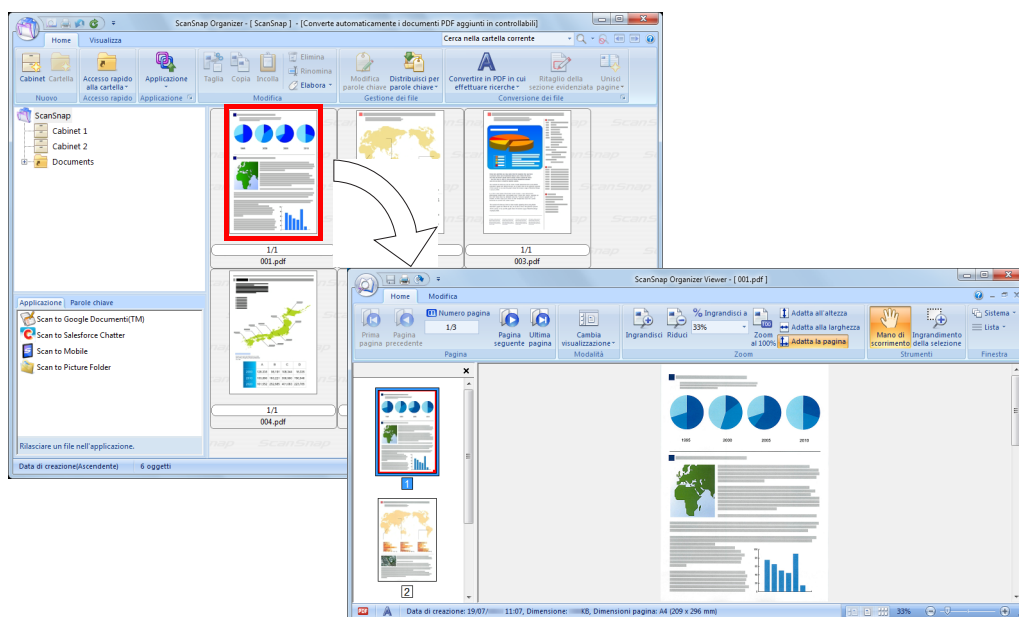 ScanSnap Organizer - [ ScanSnap ] - [Converte automaticamente i documenti PDF aggiunti in controllabili]
Home Visualizza
Cerca nella cartella corrente
Cabinet Cartella
Accesso rapido alla cartella
Applicazione
Taglia Copia Incolla
Elimina
Rinomina
Elabora
Modifica parole chiave
Distribuisci per parole chiave
Convertire in PDF in cui effettuare ricerche
Ritaglio della sezione evidenziata
Unisci pagine
Nuovo Accesso rapido Applicazione Modifica Gestione dei file Conversione dei file
ScanSnap
Cabinet 1
Cabinet 2
Documents
1/1
001.pdf
1/1
003.pdf
1/1
004.pdf
Applicazione Parole chiave
Scan to Google Documenti(TM)
Scan to Salesforce Chatter
Scan to Mobile
Scan to Picture Folder
Rilasciare un file nell'applicazione.
Data di creazione(Ascendente) 6 oggetti
ScanSnap Organizer Viewer - [ 001.pdf ]
Home Modifica
Prima pagina
Pagina precedente
Numero pagina
1/3
Pagina seguente
Ultima pagina
Cambia visualizzazione
Ingrandisci Riduci
Ingrandisci a
33%
Zoom al 100%
Adatta all'altezza
Adatta alla larghezza
Adatta la pagina
Mano di scorrimento
Ingrandimento della selezione
Sistema
Lista
Pagina Modalità Zoom Strumenti Finestra
1
2
1995 2000 2005 2010
PDF Data di creazione: 19/07/ 11:07, Dimensione: KB, Dimensioni pagina: A4 (209 x 296 mm) 33%